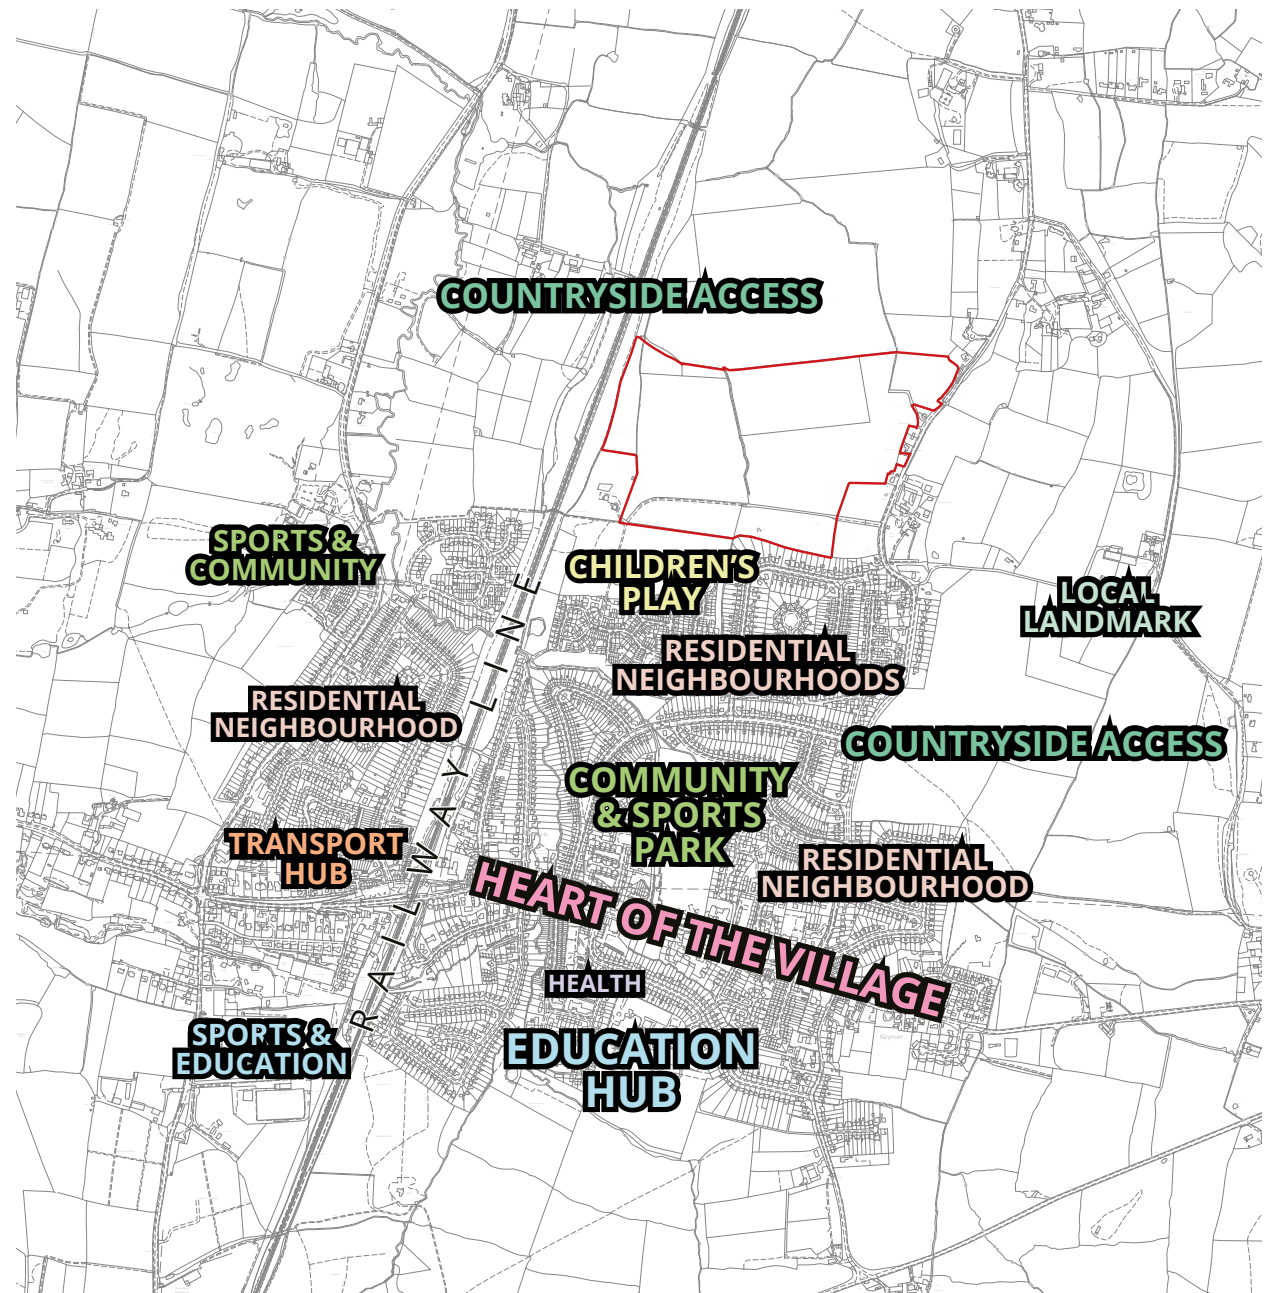 COUNTRYSIDE ACCESS
SPORTS &
COMMUNITY
CHILDREN'S
PLAY
LOCAL
LANDMARK
RESIDENTIAL
NEIGHBOURHOODS
RESIDENTIAL
NEIGHBOURHOOD
COUNTRYSIDE ACCESS
COMMUNITY
& SPORTS
PARK
TRANSPORT
HUB
RESIDENTIAL
NEIGHBOURHOOD
RAILWAY LINE
HEART OF THE VILLAGE
HEALTH
SPORTS &
EDUCATION
EDUCATION
HUB
Keymer